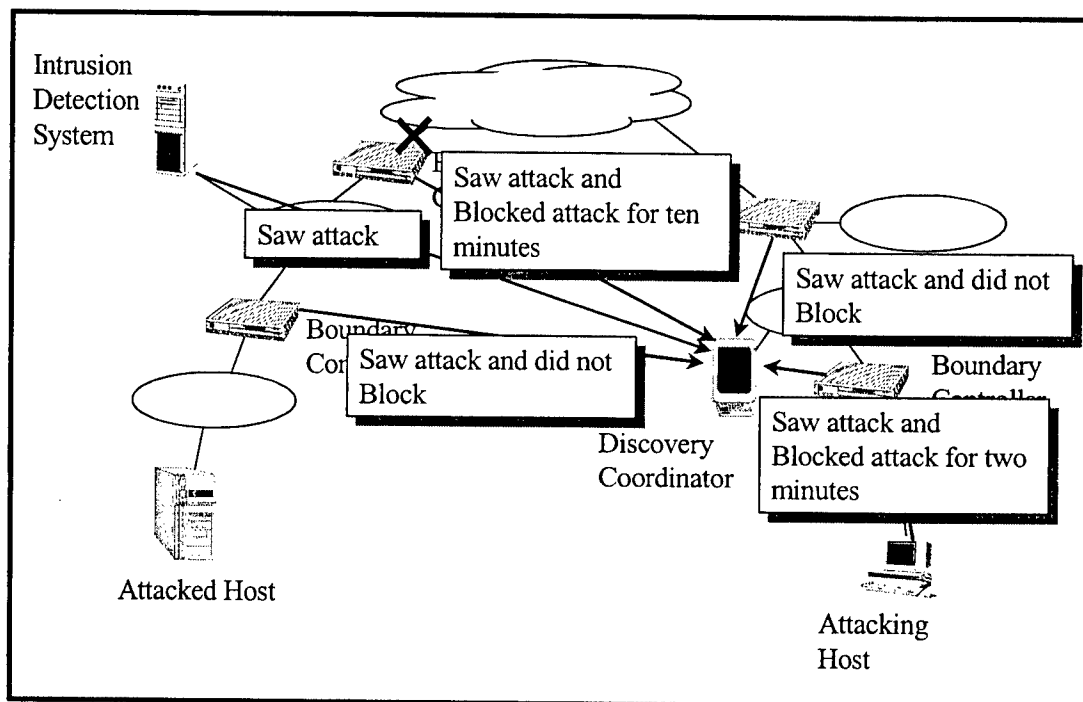 Intrusion
Detection
System
Saw attack and
Blocked attack for ten
minutes
Saw attack
Saw attack and did not
Block
Boundary
Saw attack and did not
Block
Boundary
Controller
Discovery
Coordinator
Saw attack and
Blocked attack for two
minutes
Attacked Host
Attacking
Host